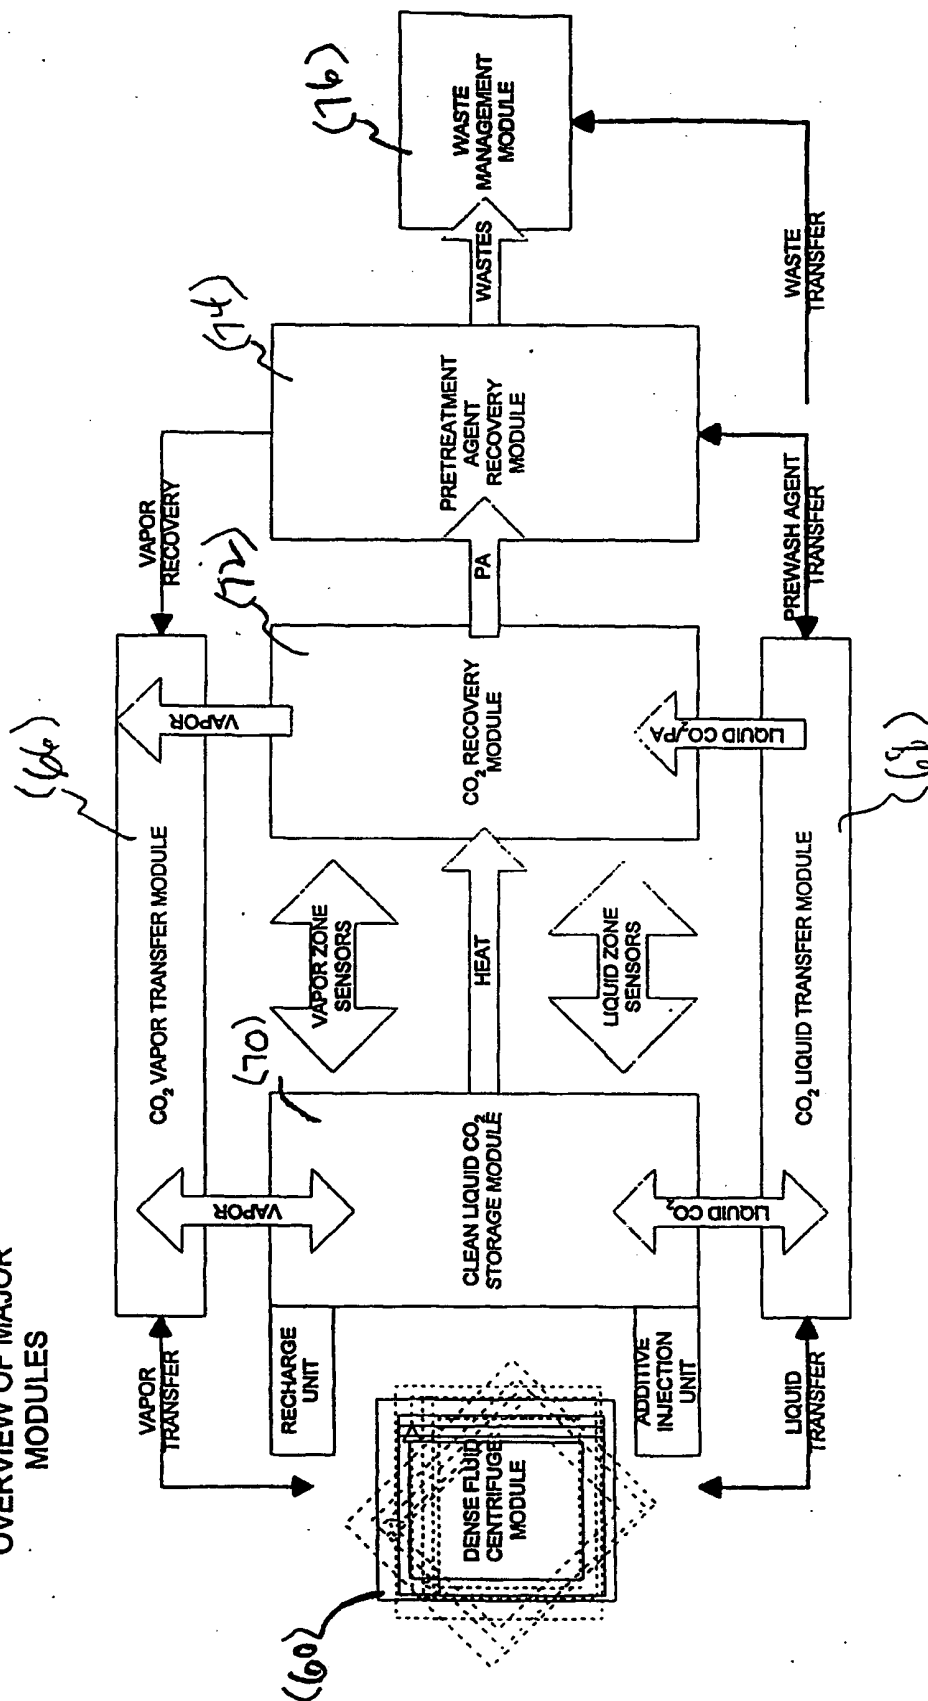 OVERVIEW OF MAJOR
MODULES
VAPOR
TRANSFER
CO₂ VAPOR TRANSFER MODULE
(66)
VAPOR
RECOVERY
VAPOR
VAPOR
RECHARGE
UNIT
(70)
VAPOR ZONE
SENSORS
(72)
(74)
(76)
(60)
DENSE FLUID
CENTRIFUGE
MODULE
CLEAN LIQUID CO₂
STORAGE MODULE
HEAT
CO₂ RECOVERY
MODULE
PA
PRETREATMENT
AGENT
RECOVERY
MODULE
WASTES
WASTE
MANAGEMENT
MODULE
ADDITIVE
INJECTION
UNIT
LIQUID ZONE
SENSORS
LIQUID CO₂
LIQUID CO₂/PA
LIQUID
TRANSFER
CO₂ LIQUID TRANSFER MODULE
PREWASH AGENT
TRANSFER
WASTE
TRANSFER